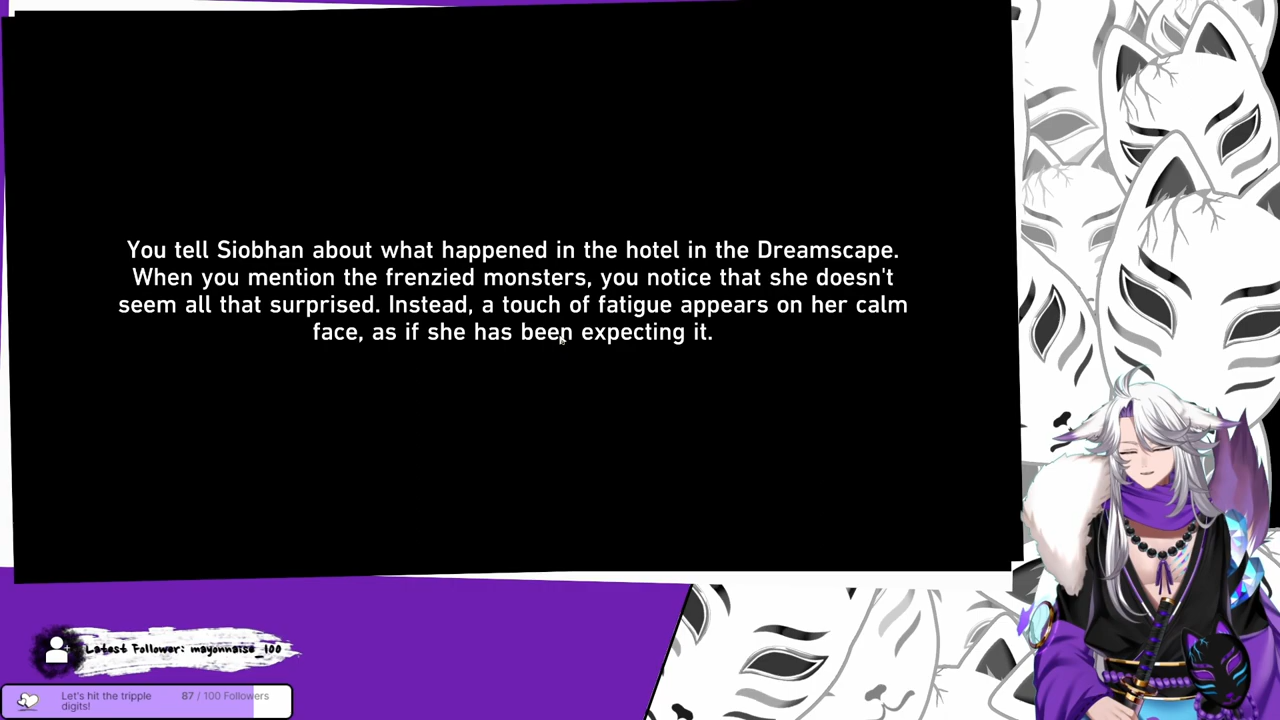 You tell Siobhan about what happened in the hotel in the Dreamscape.
When you mention the frenzied monsters, you notice that she doesn't
seem all that surprised. Instead, a touch of fatigue appears on her calm
face, as if she has been expecting it.
Latest Follower: mayonnaise_100
Let's hit the tripple
digits!
87 / 100 Followers